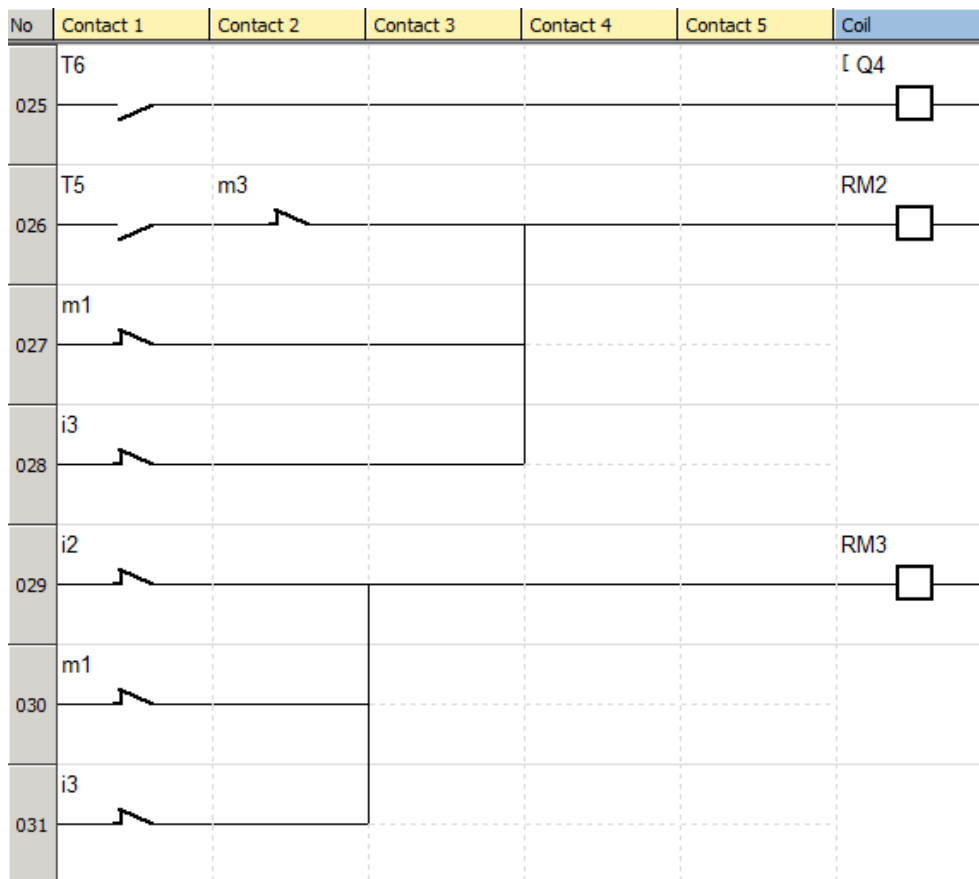 No Contact 1 Contact 2 Contact 3 Contact 4 Contact 5 Coil
T6 [ Q4
025
T5 m3 RM2
026
m1
027
i3
028
i2 RM3
029
m1
030
i3
031